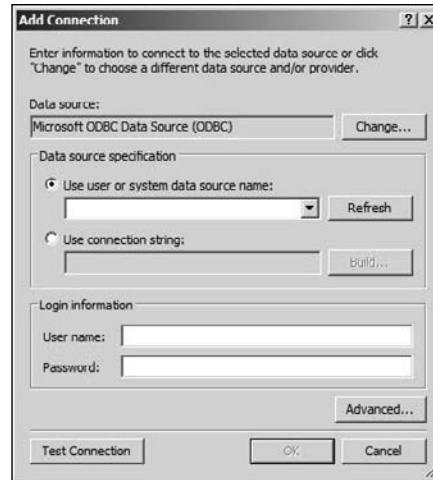 Add Connection ? X
Enter information to connect to the selected data source or click
"Change" to choose a different data source and/or provider.
Data source:
Microsoft ODBC Data Source (ODBC)
Change...
Data source specification
Use user or system data source name:
Refresh
Use connection string:
Build...
Login information
User name:
Password:
Advanced...
Test Connection
OK
Cancel